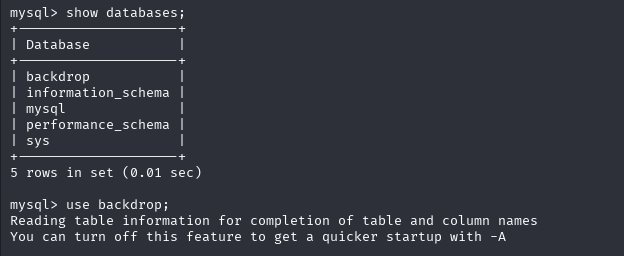 mysql> show databases;
+--------------------+
| Database           |
+--------------------+
| backdrop           |
| information_schema |
| mysql              |
| performance_schema |
| sys                |
+--------------------+
5 rows in set (0.01 sec)
mysql> use backdrop;
Reading table information for completion of table and column names
You can turn off this feature to get a quicker startup with -A